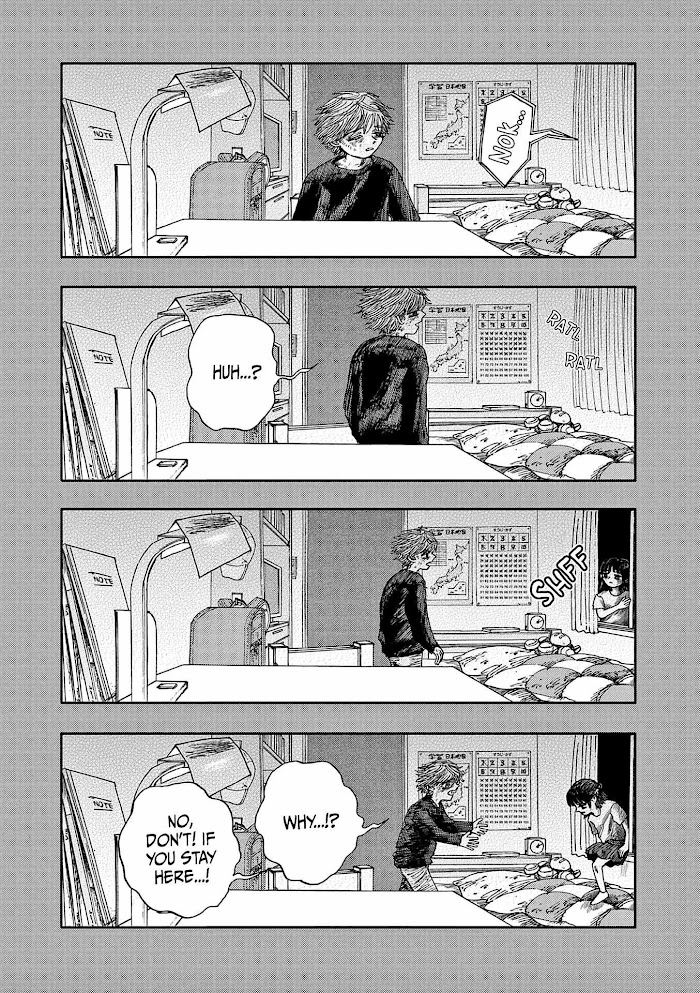 NOTE
NOK...
NOTE
HUH...?
RATL
RATL
NOTE
SHFF
NOTE
WHY...!?
NO,
DON'T! IF
YOU STAY
HERE...!